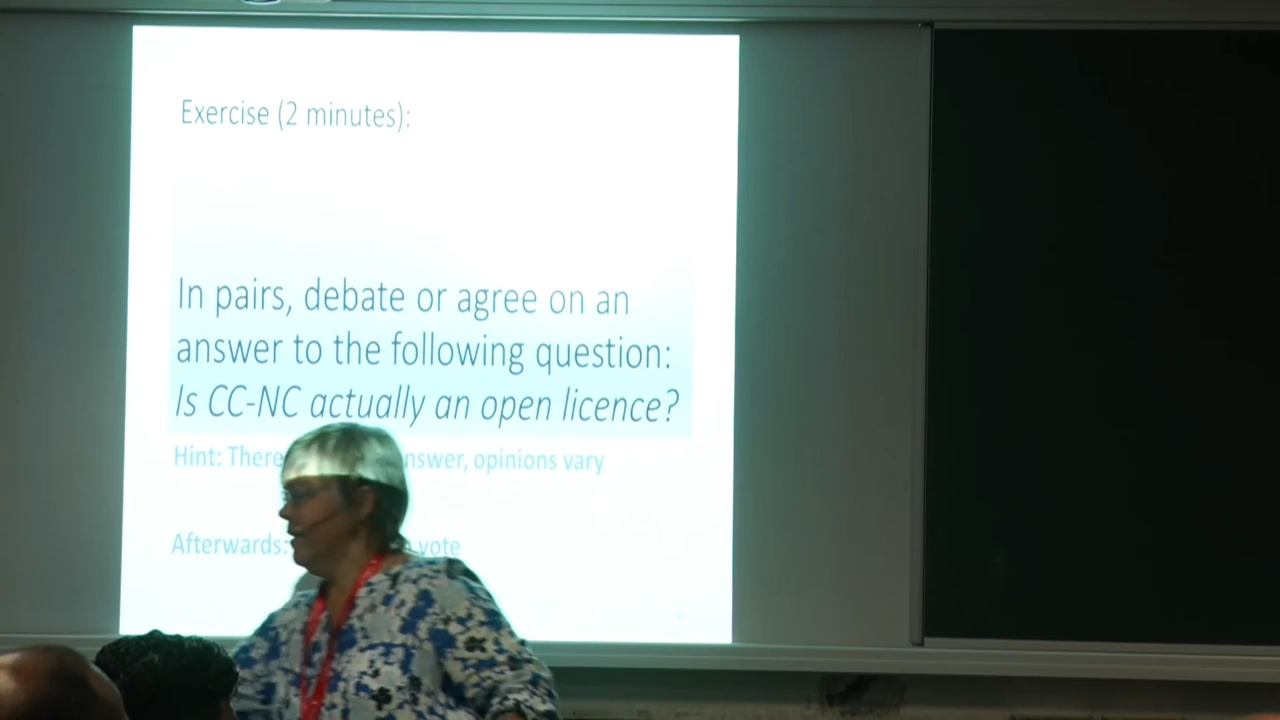 Exercise (2 minutes):
In pairs, debate or agree on an
answer to the following question:
Is CC-NC actually an open licence?
Hint: There nswer, opinions vary
Afterwards: vote